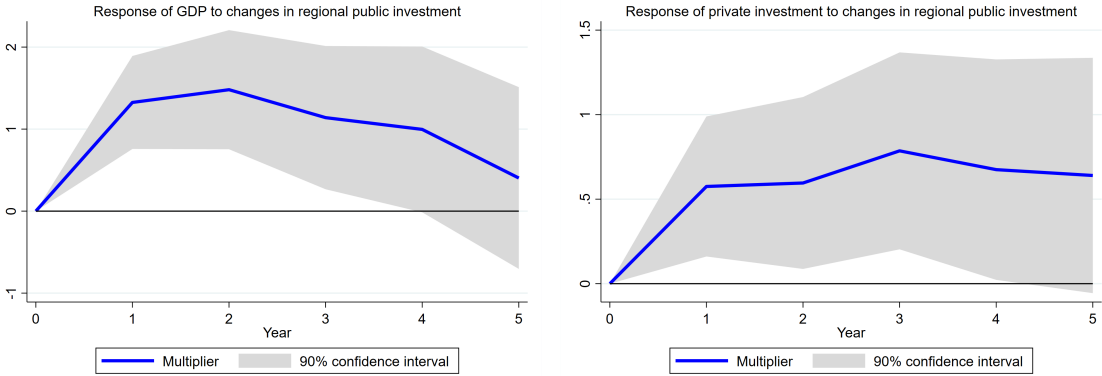 Response of GDP to changes in regional public investment
2
1
0
-1
0 1 2 3 4 5
Year
Multiplier 90% confidence interval
Response of private investment to changes in regional public investment
1.5
1
.5
0
0 1 2 3 4 5
Year
Multiplier 90% confidence interval